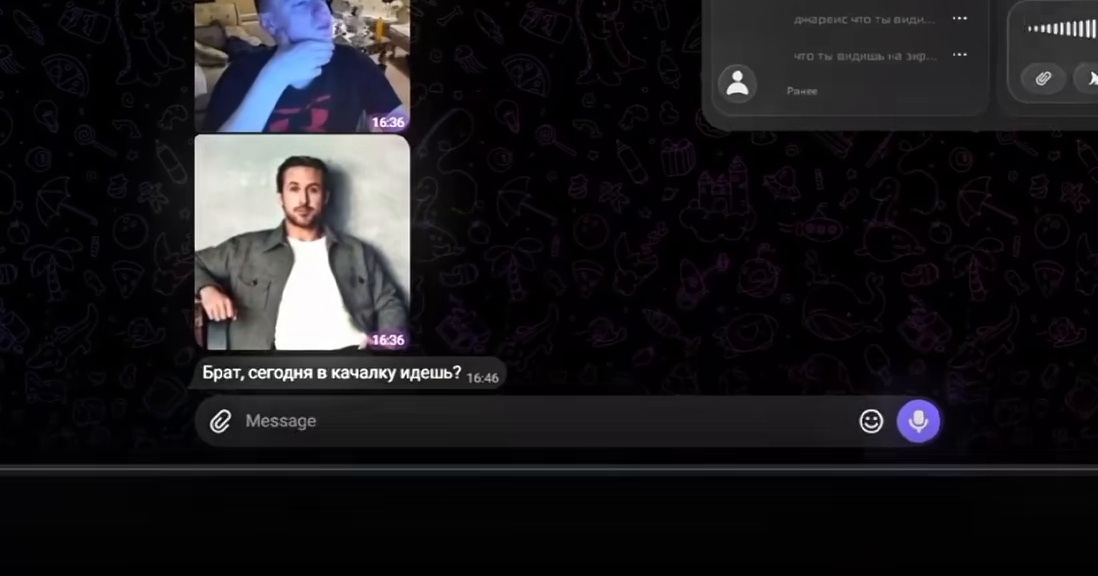 джарвис что ты види...
что ты видишь на экр...
Ранее
16:36
16:36
Брат, сегодня в качалку идешь? 16:46
Message